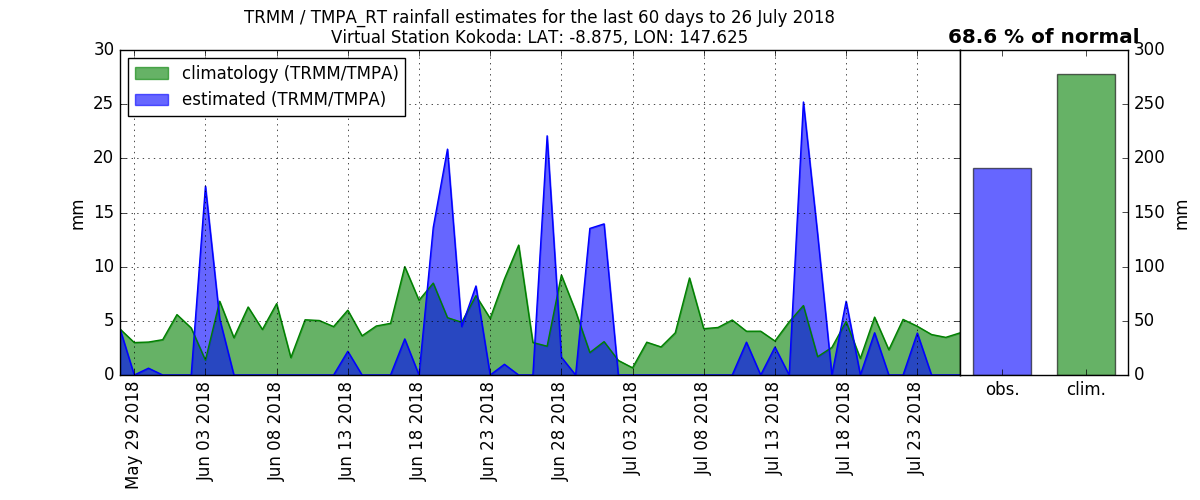 TRMM / TMPA_RT rainfall estimates for the last 60 days to 26 July 2018
Virtual Station Kokoda: LAT: -8.875, LON: 147.625
68.6 % of normal
climatology (TRMM/TMPA)
estimated (TRMM/TMPA)
30
25
20
15
10
5
0
mm
May 29 2018
Jun 03 2018
Jun 08 2018
Jun 13 2018
Jun 18 2018
Jun 23 2018
Jun 28 2018
Jul 03 2018
Jul 08 2018
Jul 13 2018
Jul 18 2018
Jul 23 2018
300
250
200
150
100
50
0
mm
obs.
clim.